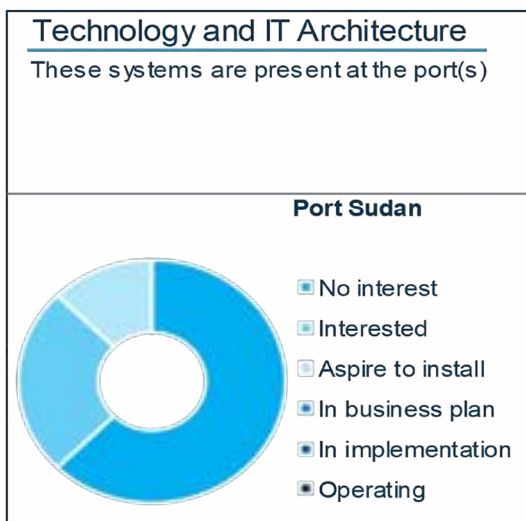 Technology and IT Architecture
These systems are present at the port(s)
Port Sudan
No interest
Interested
Aspire to install
In business plan
In implementation
Operating